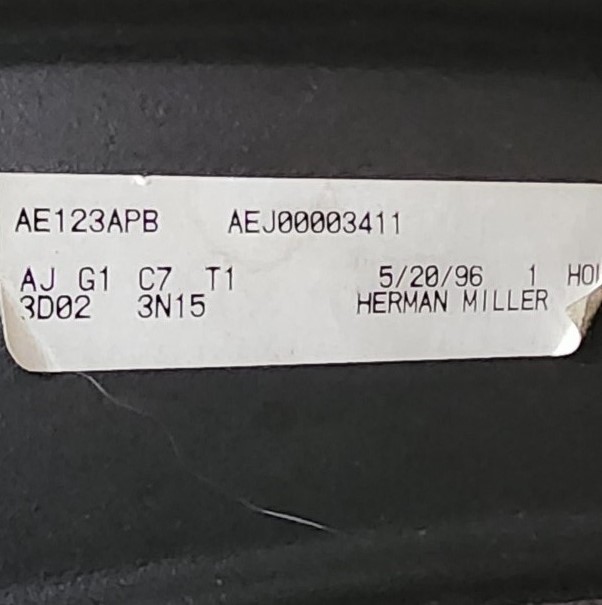 AE123APB AEJ00003411
AJ G1 C7 T1 5/20/96 1
3D02 3N15 HERMAN MILLER